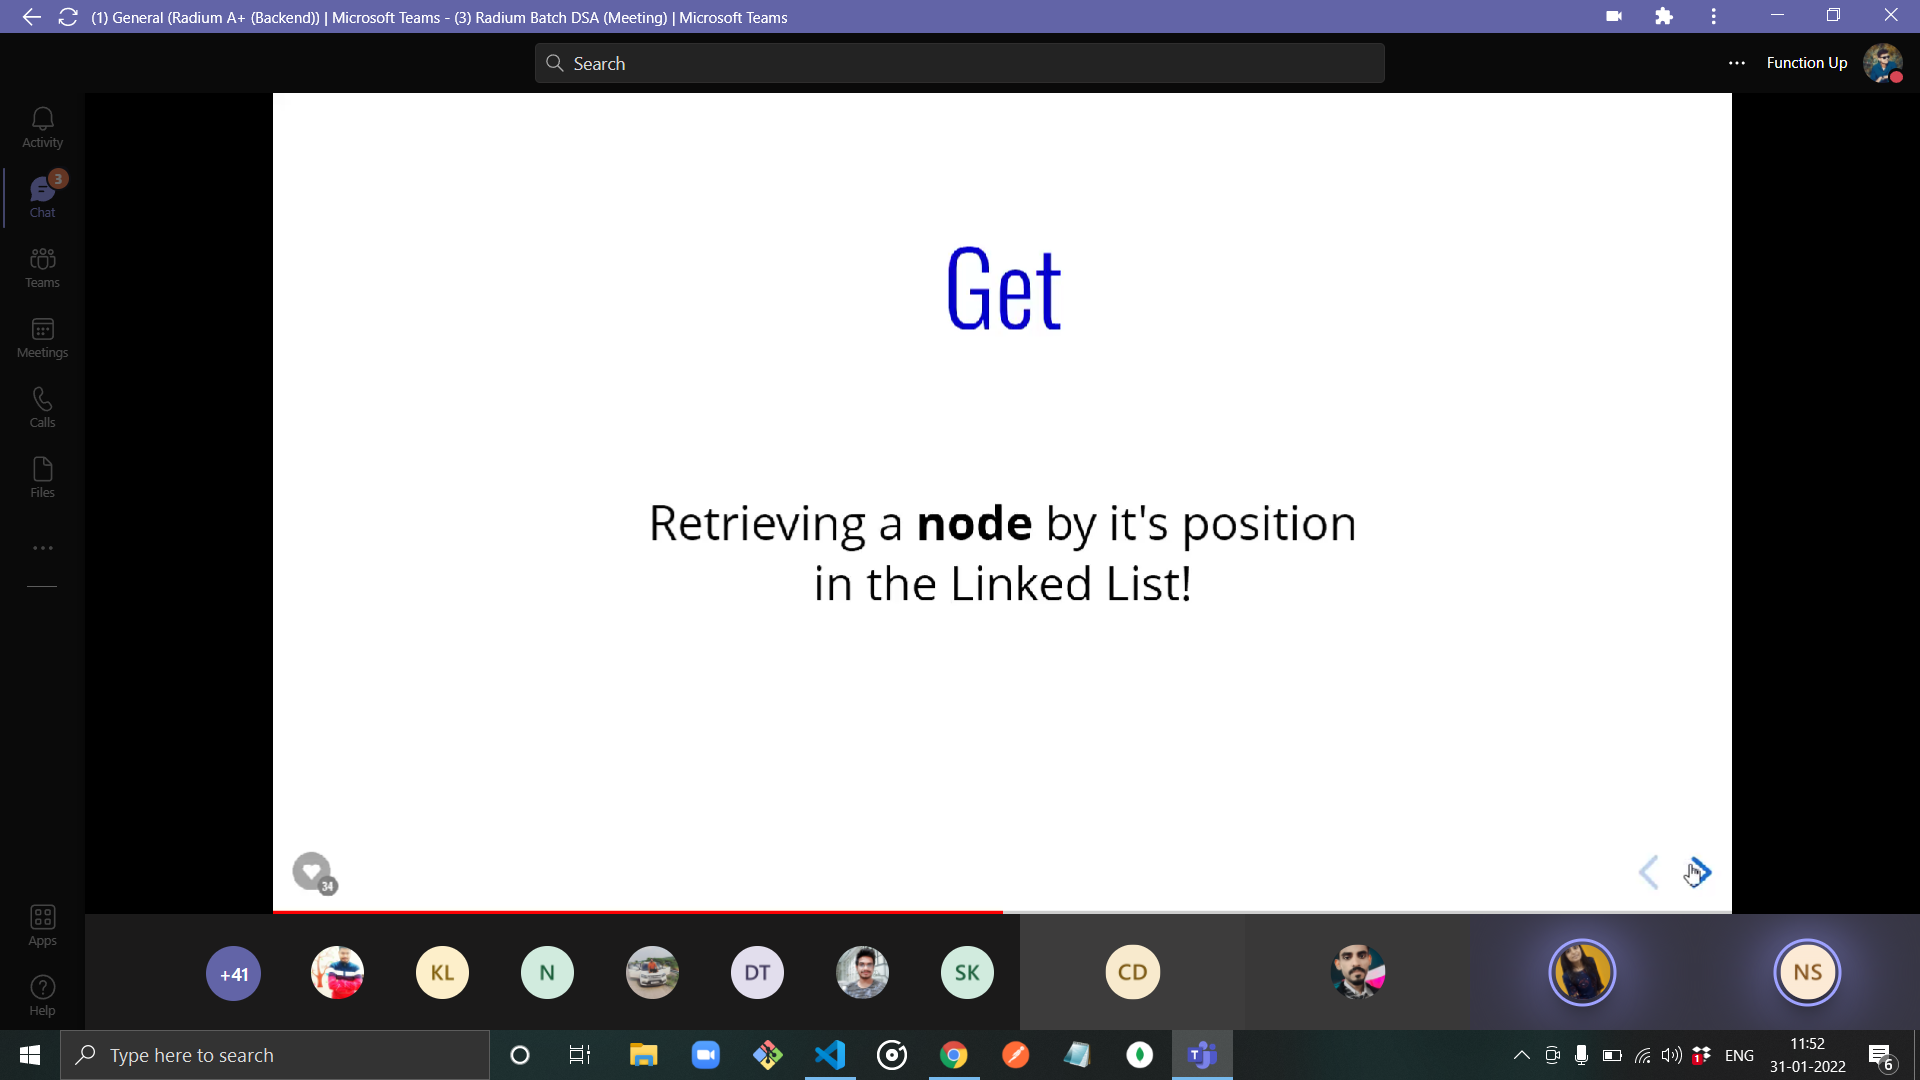 (1) General (Radium A+ (Backend)) | Microsoft Teams - (3) Radium Batch DSA (Meeting) | Microsoft Teams
Search
Function Up
Activity
3
Chat
Teams
Meetings
Calls
Files
Apps
Help
Get
Retrieving a node by it's position
in the Linked List!
34
+41
KL
N
DT
SK
CD
NS
Type here to search
T
1
ENG
11:52
31-01-2022
6